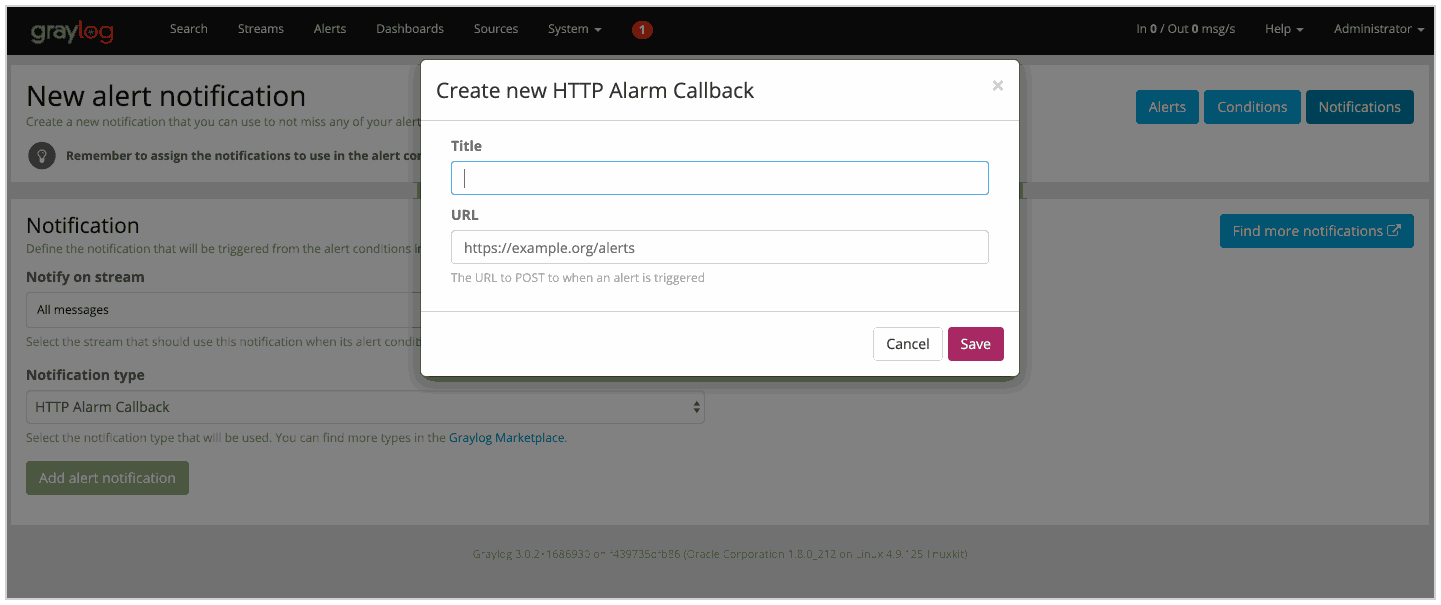 graylog
Search
Streams
Alerts
Dashboards
Sources
System
1
In 0 / Out 0 msg/s
Help
Administrator
New alert notification
Create a new notification that you can use to not miss any of your alert
Remember to assign the notifications to use in the alert con
Alerts
Conditions
Notifications
Create new HTTP Alarm Callback
×
Title
URL
https://example.org/alerts
The URL to POST to when an alert is triggered
Cancel
Save
Notification
Define the notification that will be triggered from the alert conditions in
Find more notifications
Notify on stream
All messages
Select the stream that should use this notification when its alert condit
Notification type
HTTP Alarm Callback
Select the notification type that will be used. You can find more types in the Graylog Marketplace.
Add alert notification
Graylog 3.0.2+1686930 on (Oracle Corporation 1.8.0_212 on Linux 4.9.125-linuxkit)